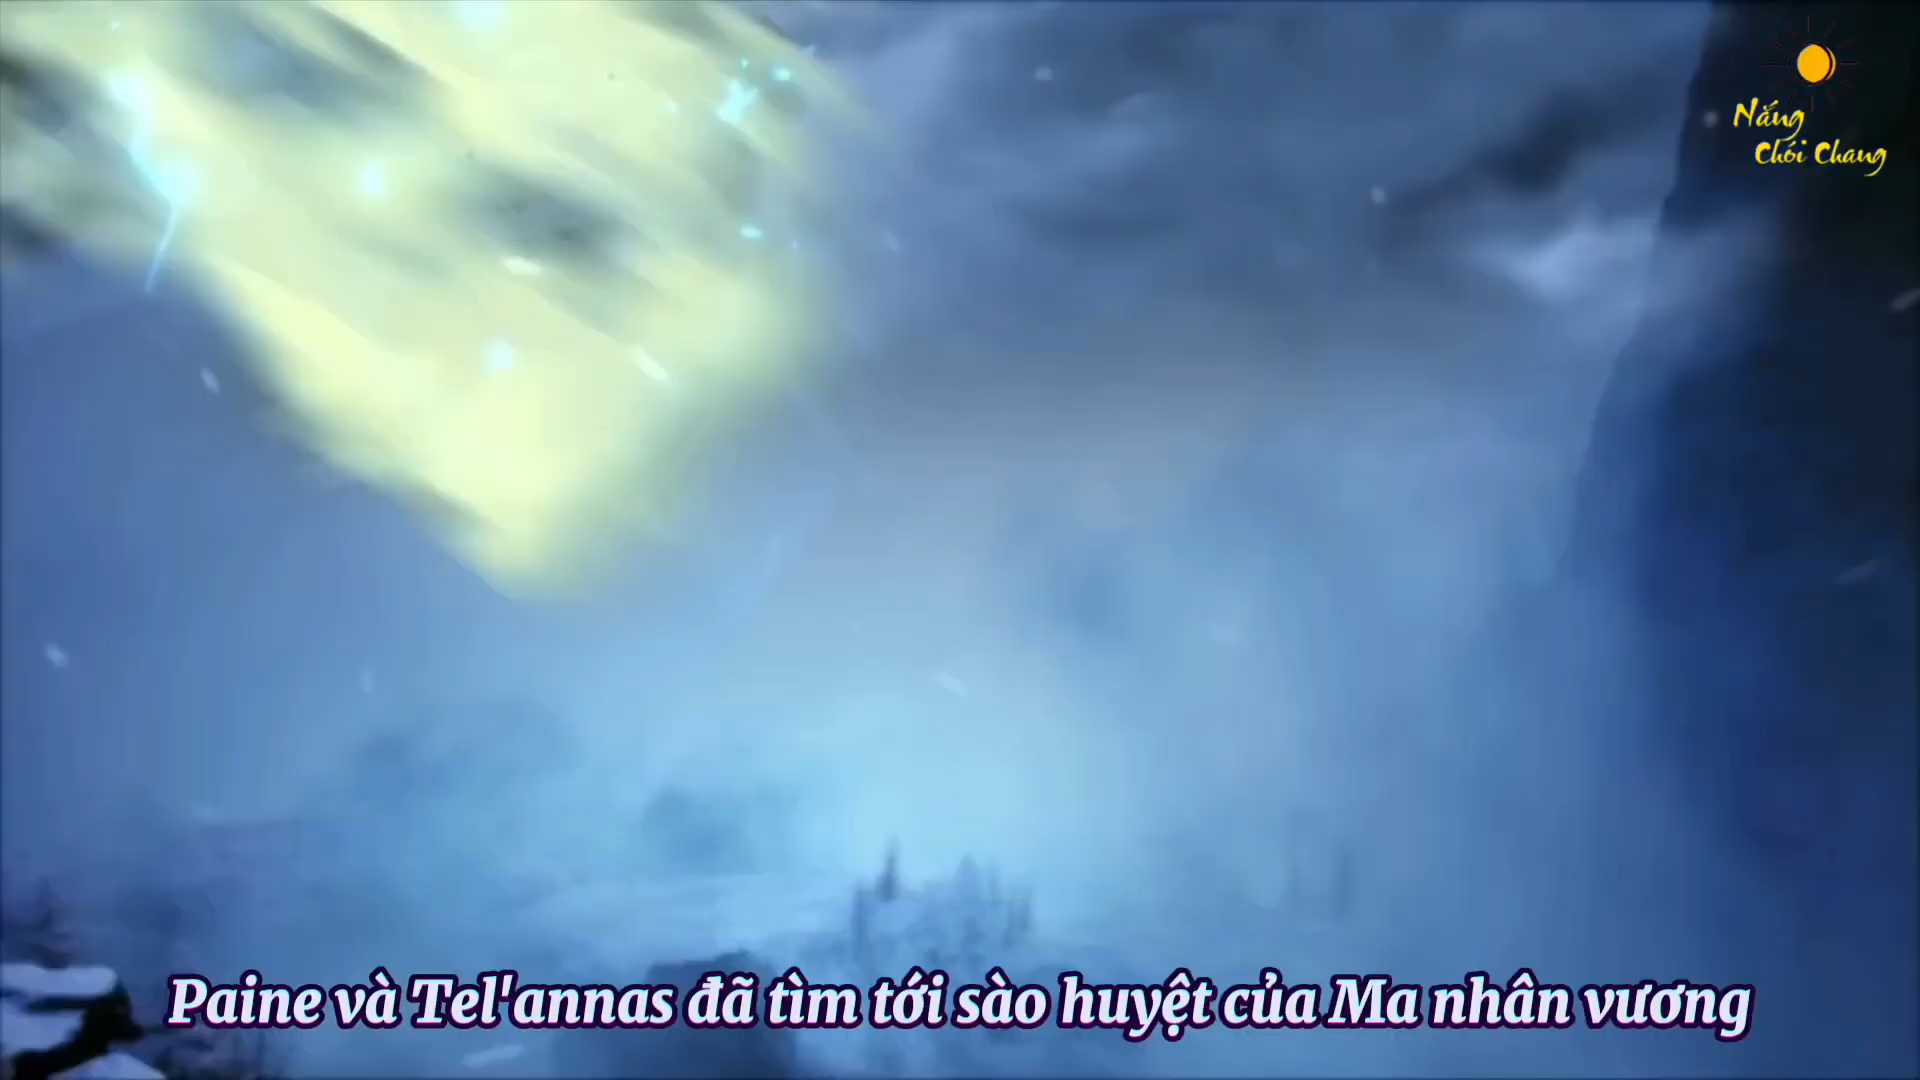 Nắng
Chói Chang
Paine và Tel'annas đã tìm tới sào huyệt của Ma nhân vương